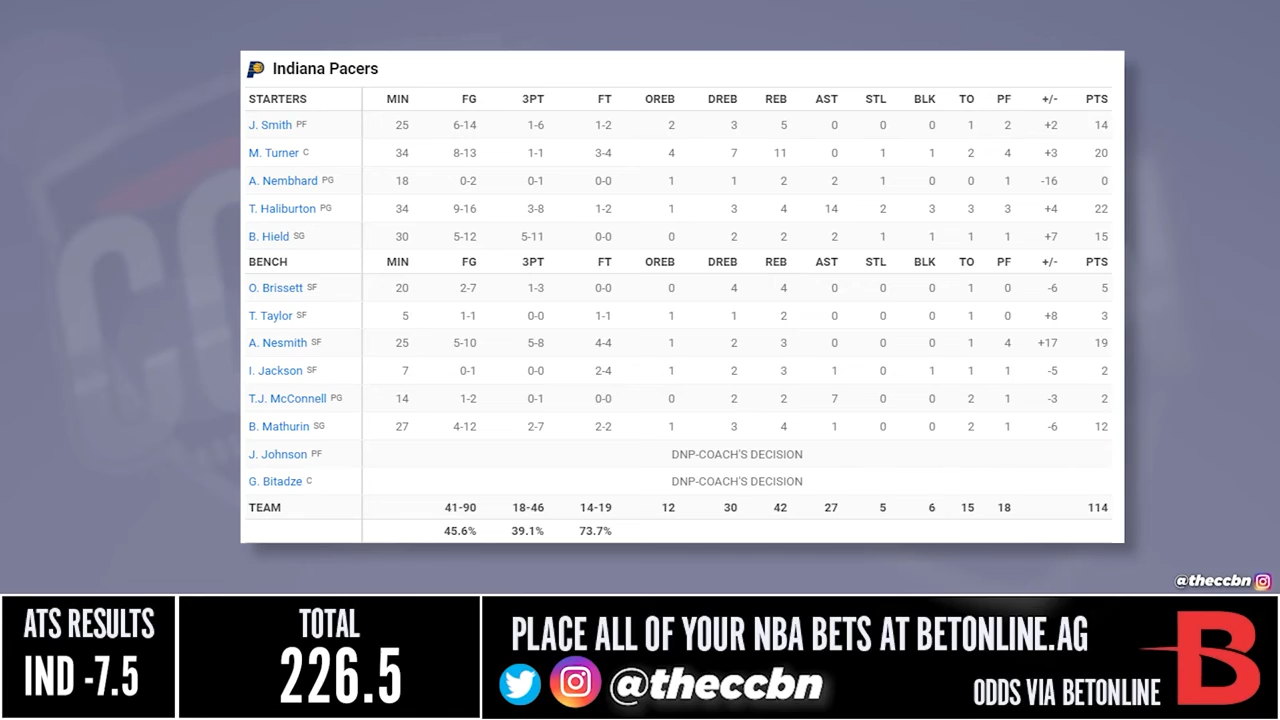 Indiana Pacers
STARTERS MIN FG 3PT FT OREB DREB REB AST STL BLK TO PF +/- PTS
J. Smith PF 25 6-14 1-6 1-2 2 3 5 0 0 0 1 2 +2 14
M. Turner C 34 8-13 1-1 3-4 4 7 11 0 1 1 2 4 +3 20
A. Nembhard PG 18 0-2 0-1 0-0 1 1 2 2 1 0 0 1 -16 0
T. Haliburton PG 34 9-16 3-8 1-2 1 3 4 14 2 3 3 3 +4 22
B. Hield SG 30 5-12 5-11 0-0 0 2 2 2 1 1 1 1 +7 15
BENCH MIN FG 3PT FT OREB DREB REB AST STL BLK TO PF +/- PTS
O. Brissett SF 20 2-7 1-3 0-0 0 4 4 0 0 0 1 0 -6 5
T. Taylor SF 5 1-1 0-0 1-1 1 1 2 0 0 0 1 0 +8 3
A. Nesmith SF 25 5-10 5-8 4-4 1 2 3 0 0 0 1 4 +17 19
I. Jackson SF 7 0-1 0-0 2-4 1 2 3 1 0 1 1 1 -5 2
T.J. McConnell PG 14 1-2 0-1 0-0 0 2 2 7 0 0 2 1 -3 2
B. Mathurin SG 27 4-12 2-7 2-2 1 3 4 1 0 0 2 1 -6 12
J. Johnson PF DNP-COACH'S DECISION
G. Bitadze C DNP-COACH'S DECISION
TEAM 41-90 18-46 14-19 12 30 42 27 5 6 15 18 114
45.6% 39.1% 73.7%
@theccbn
ATS RESULTS
IND -7.5
TOTAL
226.5
PLACE ALL OF YOUR NBA BETS AT BETONLINE.AG
@theccbn
ODDS VIA BETONLINE
B